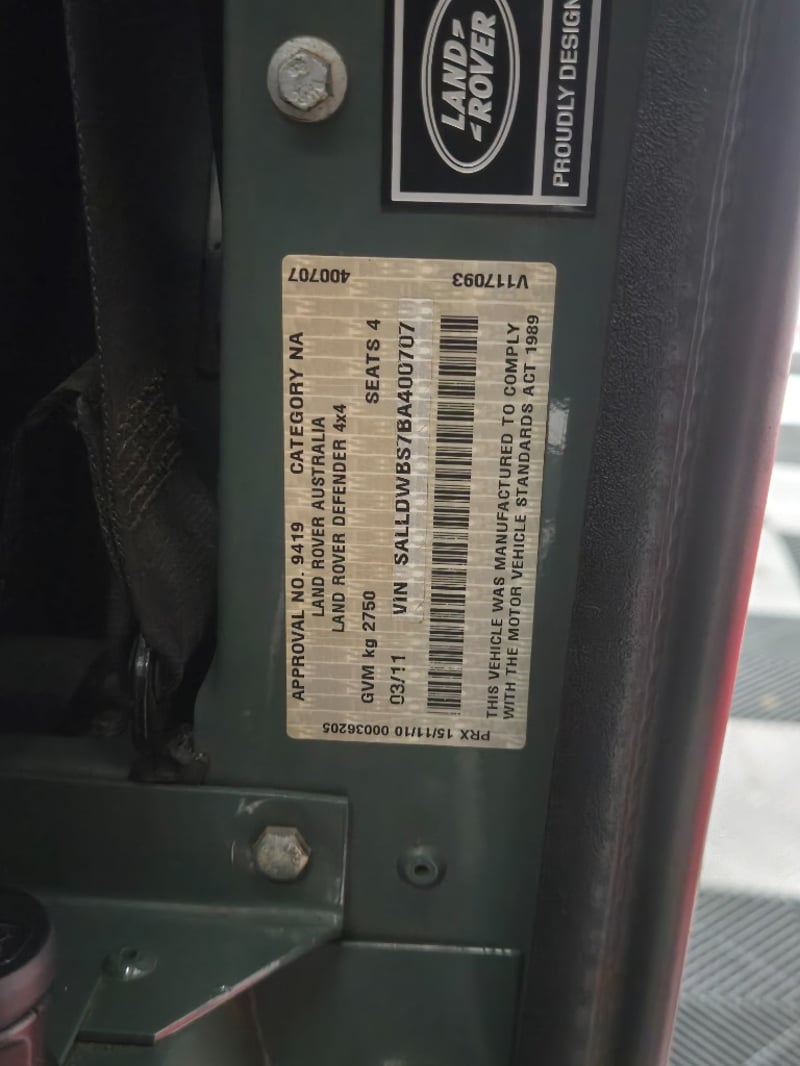 LAND
ROVER
PROUDLY DESIGN
400707
V117093
APPROVAL NO. 9419 CATEGORY NA
LAND ROVER AUSTRALIA
LAND ROVER DEFENDER 4x4
GVM kg 2750 SEATS 4
03/11 VIN SALLDWBS7BA400707
THIS VEHICLE WAS MANUFACTURED TO COMPLY
WITH THE MOTOR VEHICLE STANDARDS ACT 1989
PRX 15/11/10 00036205